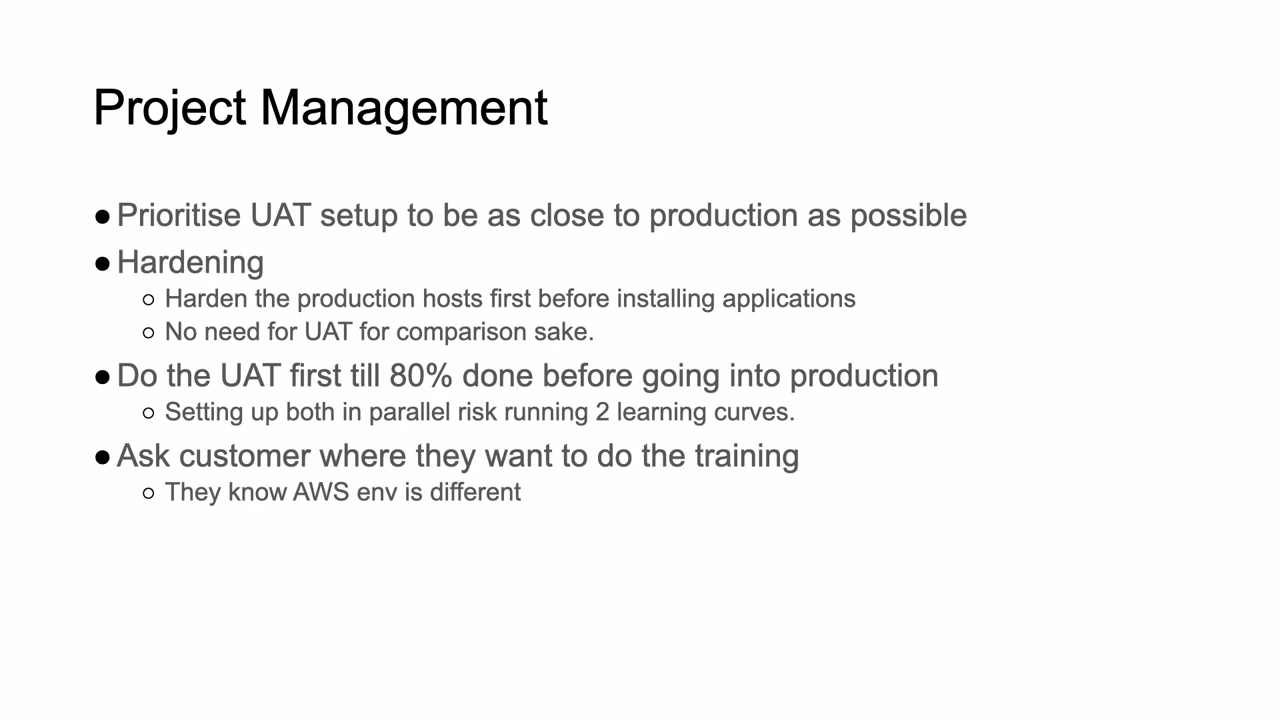 Project Management
● Prioritise UAT setup to be as close to production as possible
● Hardening
○ Harden the production hosts first before installing applications
○ No need for UAT for comparison sake.
● Do the UAT first till 80% done before going into production
○ Setting up both in parallel risk running 2 learning curves.
● Ask customer where they want to do the training
○ They know AWS env is different